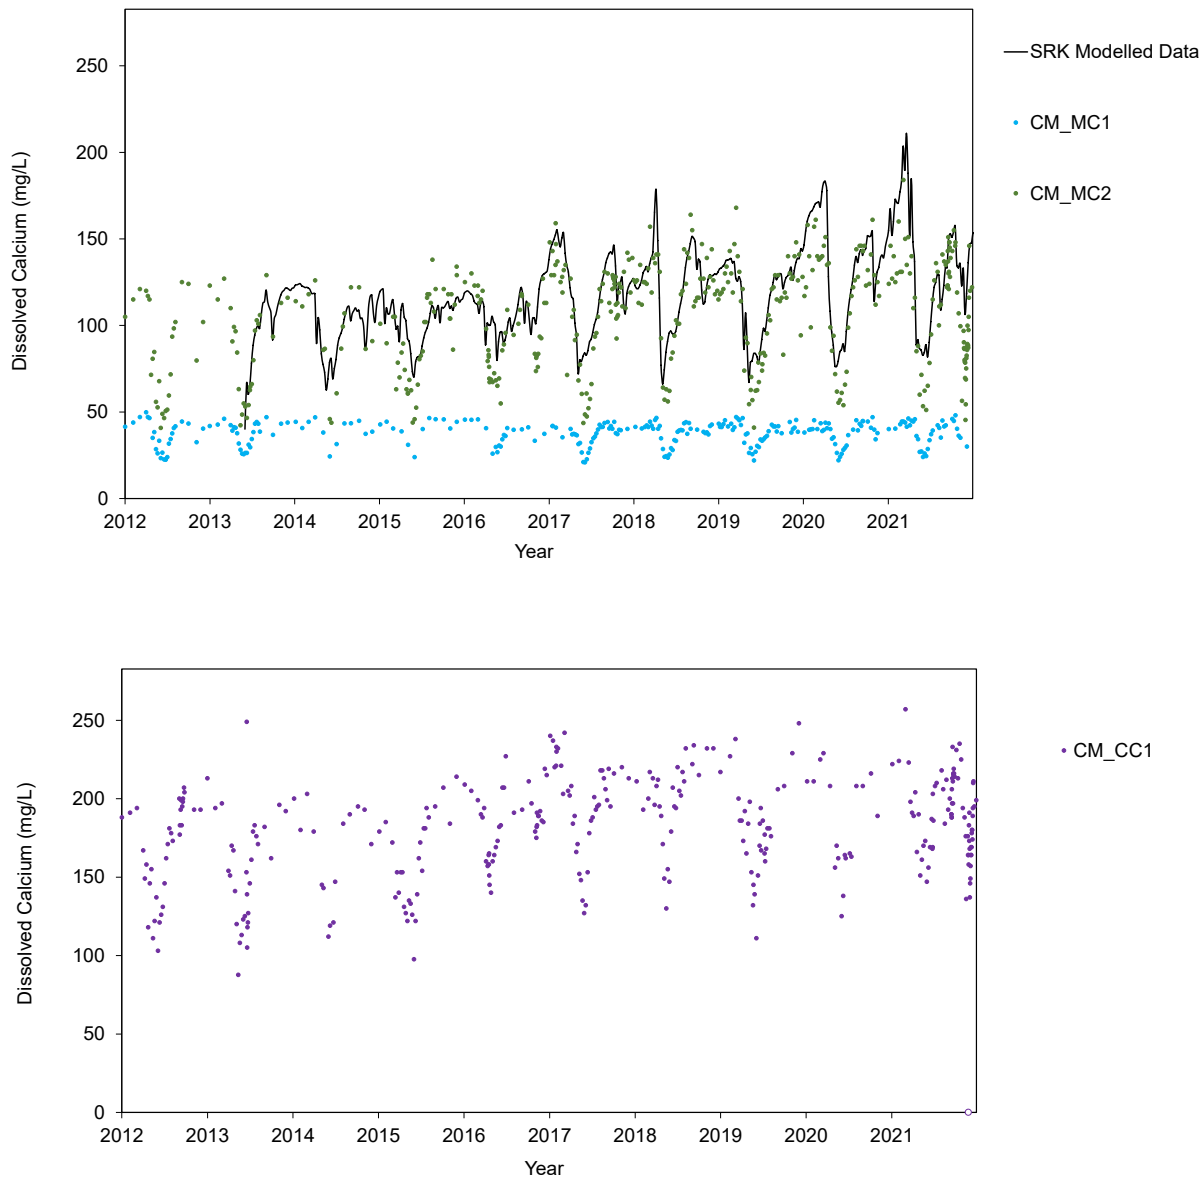 250
200
150
100
50
0
Dissolved Calcium (mg/L)
2012 2013 2014 2015 2016 2017 2018 2019 2020 2021
Year
SRK Modelled Data
CM_MC1
CM_MC2
250
200
150
100
50
0
Dissolved Calcium (mg/L)
2012 2013 2014 2015 2016 2017 2018 2019 2020 2021
Year
CM_CC1